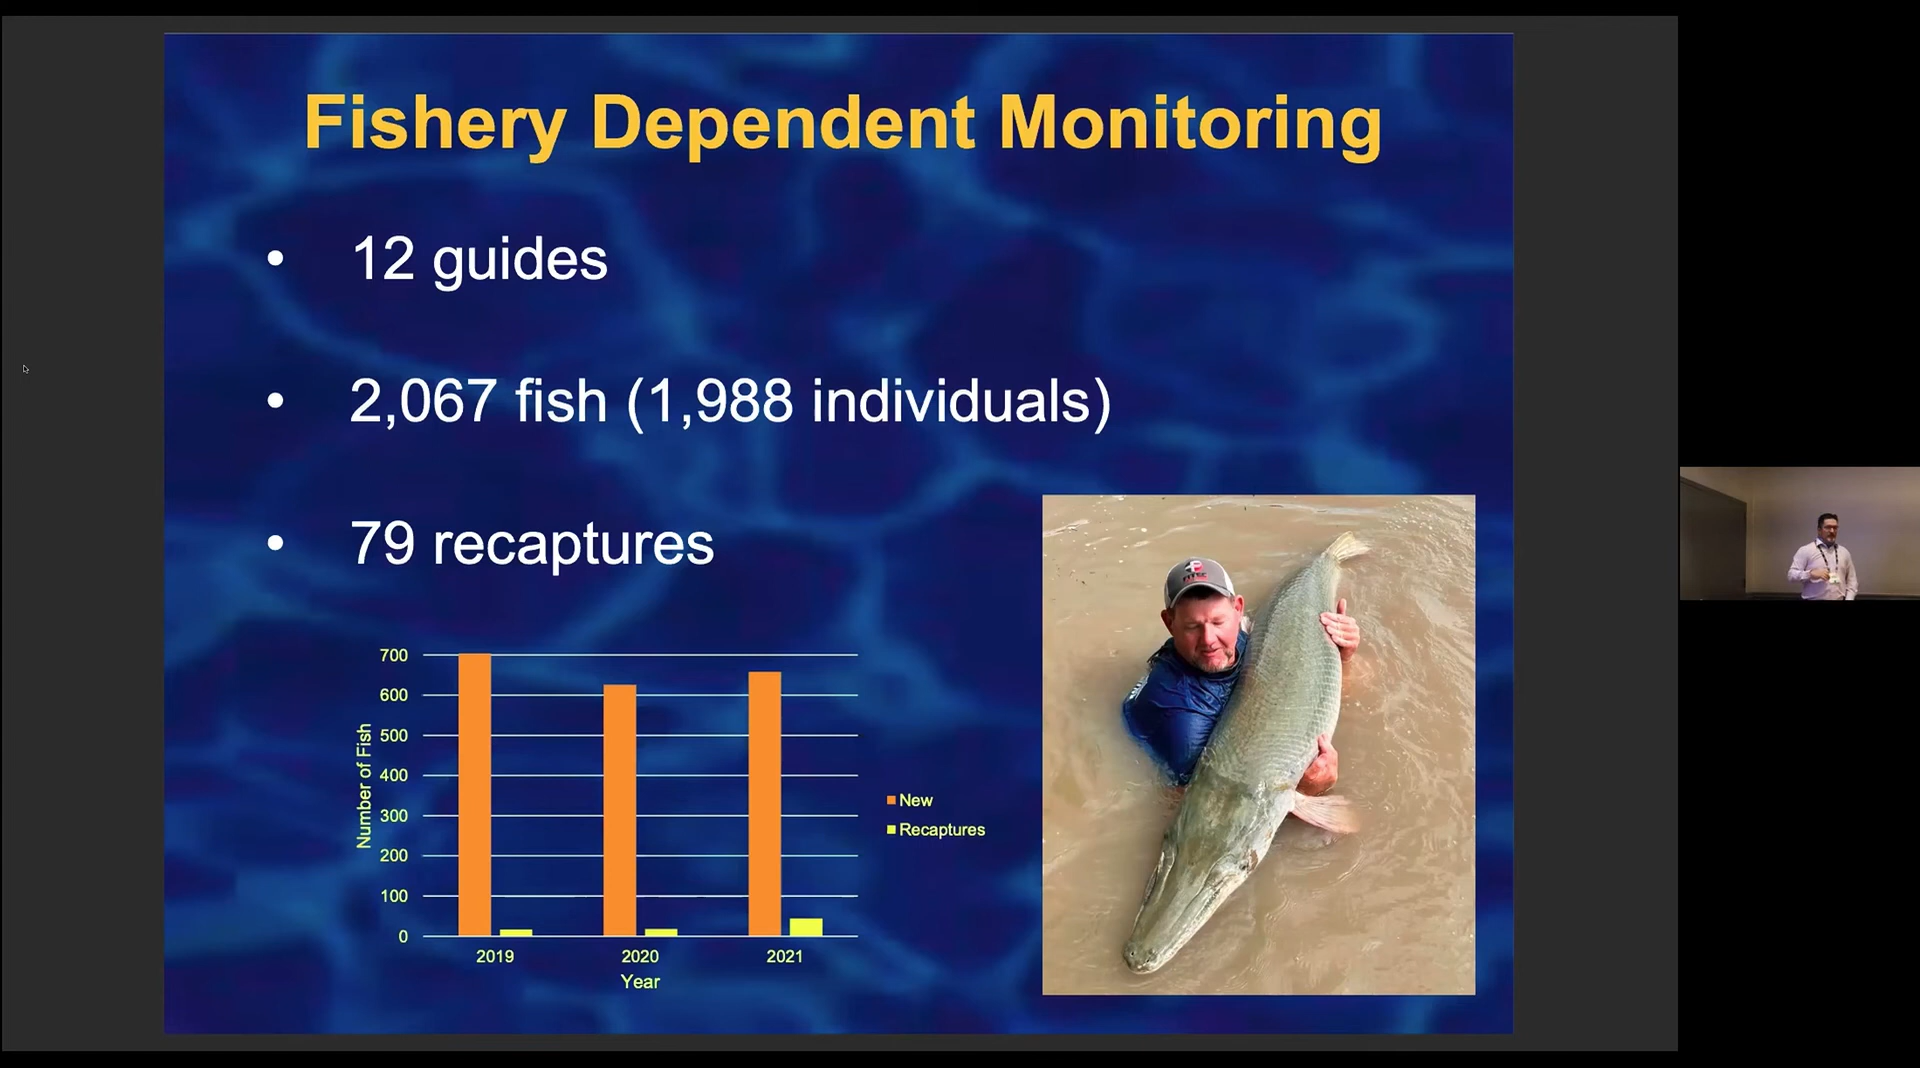 Fishery Dependent Monitoring
• 12 guides
• 2,067 fish (1,988 individuals)
• 79 recaptures
700
600
500
400
300
200
100
0
Number of Fish
2019
2020
2021
Year
New
Recaptures